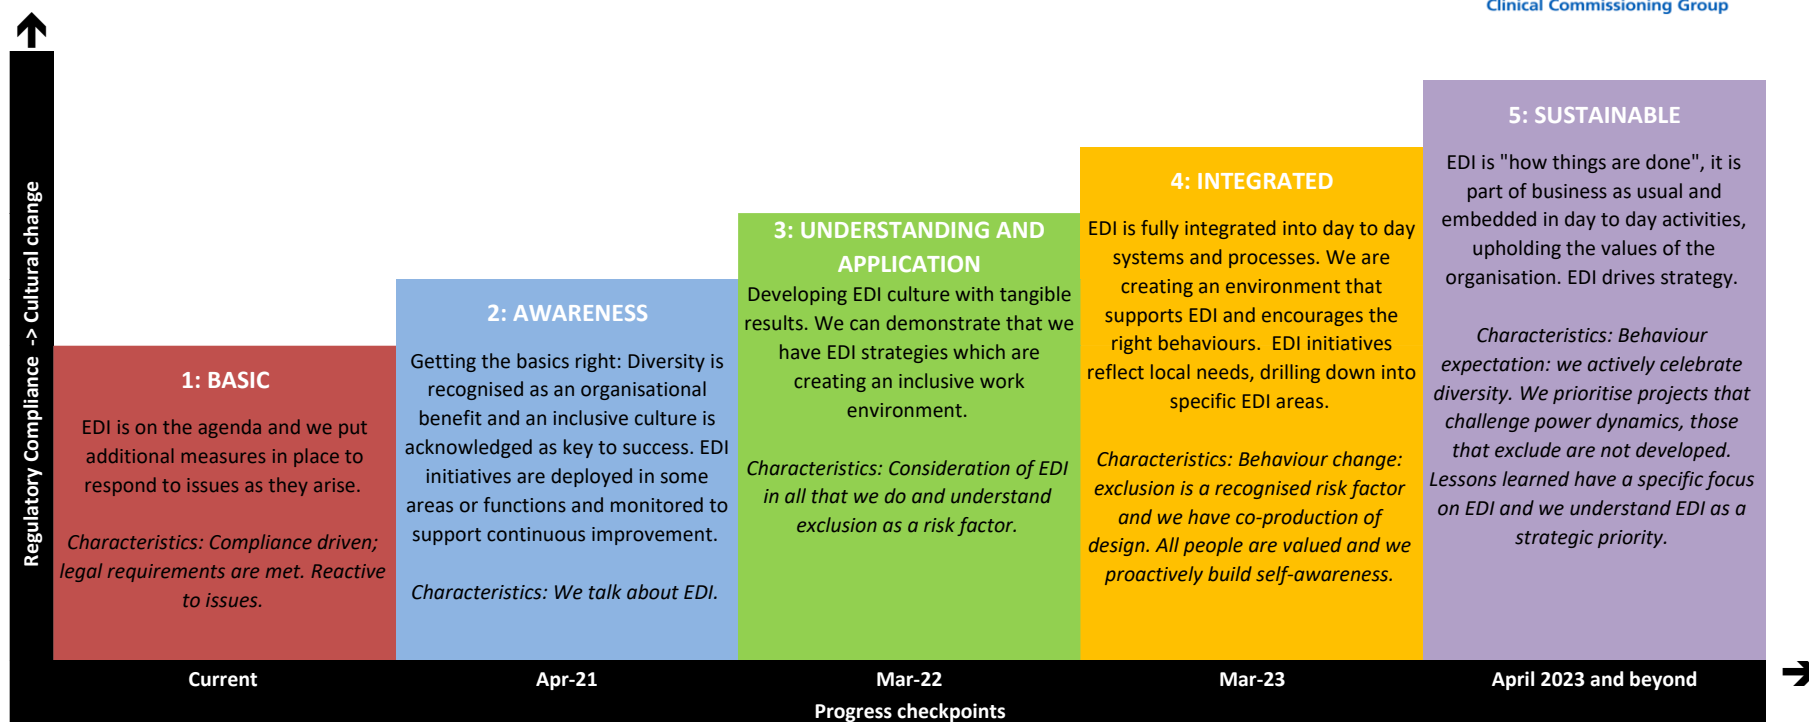 Clinical Commissioning Group
Regulatory Compliance -> Cultural change
1: BASIC
EDI is on the agenda and we put
additional measures in place to
respond to issues as they arise.
Characteristics: Compliance driven;
legal requirements are met. Reactive
to issues.
2: AWARENESS
Getting the basics right: Diversity is
recognised as an organisational
benefit and an inclusive culture is
acknowledged as key to success. EDI
initiatives are deployed in some
areas or functions and monitored to
support continuous improvement.
Characteristics: We talk about EDI.
3: UNDERSTANDING AND
APPLICATION
Developing EDI culture with tangible
results. We can demonstrate that we
have EDI strategies which are
creating an inclusive work
environment.
Characteristics: Consideration of EDI
in all that we do and understand
exclusion as a risk factor.
4: INTEGRATED
EDI is fully integrated into day to day
systems and processes. We are
creating an environment that
supports EDI and encourages the
right behaviours.  EDI initiatives
reflect local needs, drilling down into
specific EDI areas.
Characteristics: Behaviour change:
exclusion is a recognised risk factor
and we have co-production of
design. All people are valued and we
proactively build self-awareness.
5: SUSTAINABLE
EDI is "how things are done", it is
part of business as usual and
embedded in day to day activities,
upholding the values of the
organisation. EDI drives strategy.
Characteristics: Behaviour
expectation: we actively celebrate
diversity. We prioritise projects that
challenge power dynamics, those
that exclude are not developed.
Lessons learned have a specific focus
on EDI and we understand EDI as a
strategic priority.
Current
Apr-21
Mar-22
Mar-23
April 2023 and beyond
Progress checkpoints